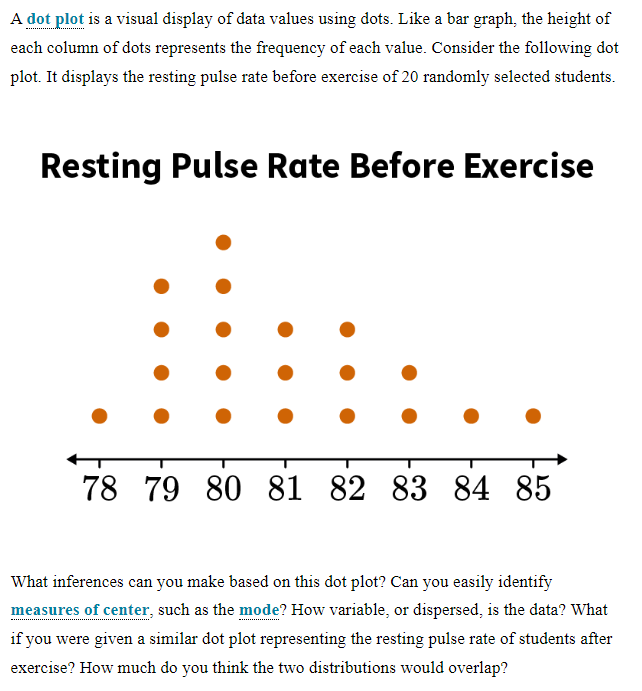 A dot plot is a visual display of data values using dots. Like a bar graph, the height of
each column of dots represents the frequency of each value. Consider the following dot
plot. It displays the resting pulse rate before exercise of 20 randomly selected students.
Resting Pulse Rate Before Exercise
78 79 80 81 82 83 84 85
What inferences can you make based on this dot plot? Can you easily identify
measures of center, such as the mode? How variable, or dispersed, is the data? What
if you were given a similar dot plot representing the resting pulse rate of students after
exercise? How much do you think the two distributions would overlap?